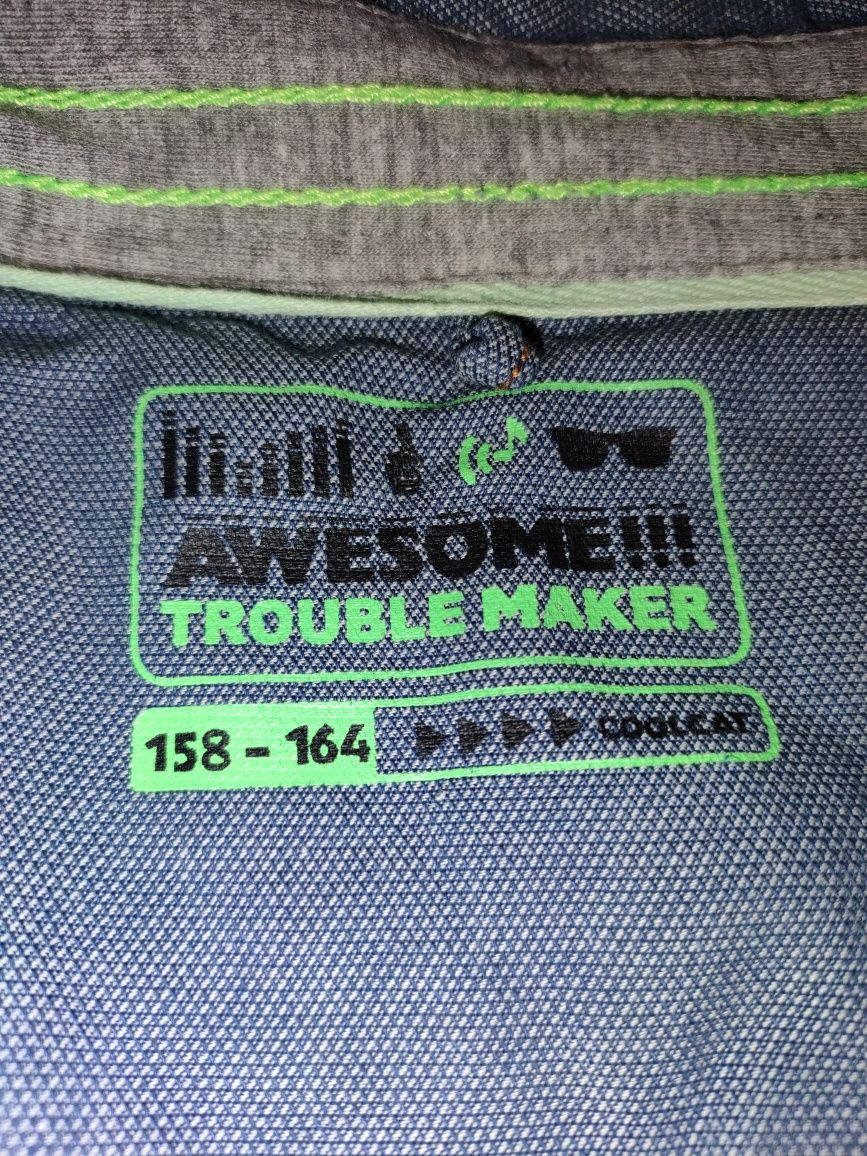 AWESOME!!!
TROUBLE MAKER
158 - 164 COOLCAT